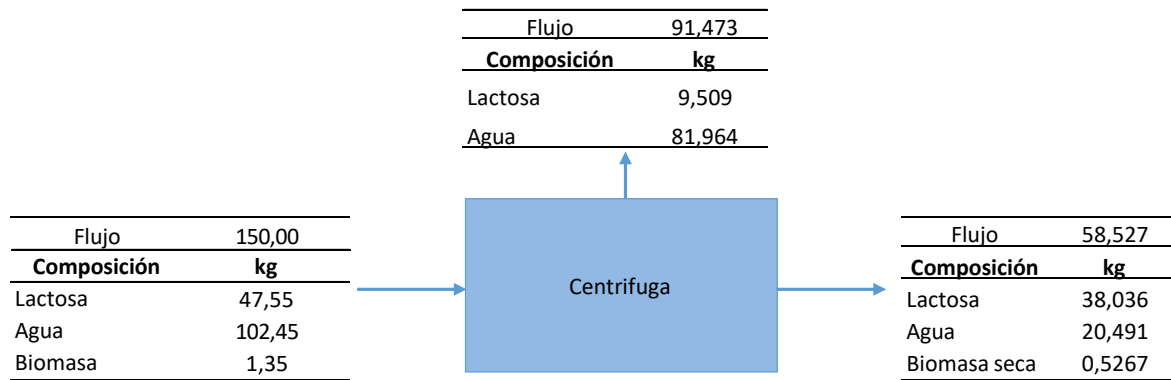 Flujo 91,473
Composición kg
Lactosa 9,509
Agua 81,964
Flujo 150,00
Composición kg
Lactosa 47,55
Agua 102,45
Biomasa 1,35
Centrifuga
Flujo 58,527
Composición kg
Lactosa 38,036
Agua 20,491
Biomasa seca 0,5267